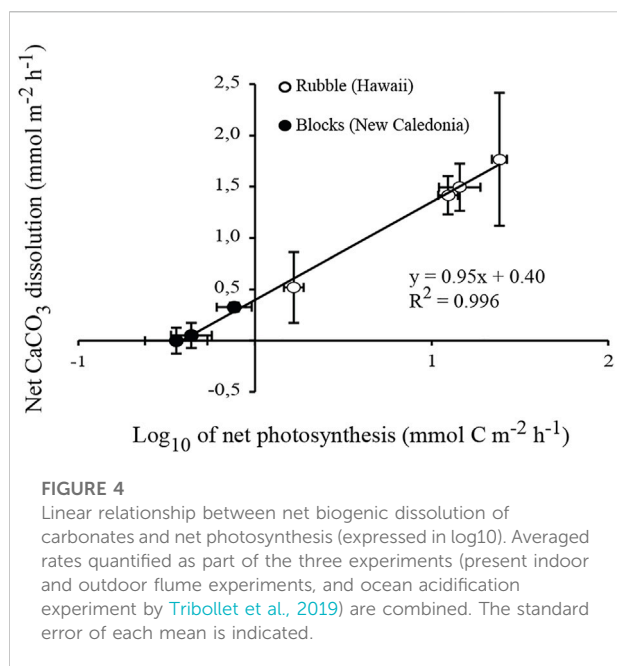 Net CaCO₃ dissolution (mmol m⁻² h⁻¹)
2,5
2,0
1,5
1,0
0,5
-0,5
-1
1
2
Rubble (Hawaii)
Blocks (New Caledonia)
y = 0.95x + 0.40
R² = 0.996
Log₁₀ of net photosynthesis (mmol C m⁻² h⁻¹)
FIGURE 4
Linear relationship between net biogenic dissolution of
carbonates and net photosynthesis (expressed in log10). Averaged
rates quantified as part of the three experiments (present indoor
and outdoor flume experiments, and ocean acidification
experiment by Tribollet et al., 2019) are combined. The standard
error of each mean is indicated.